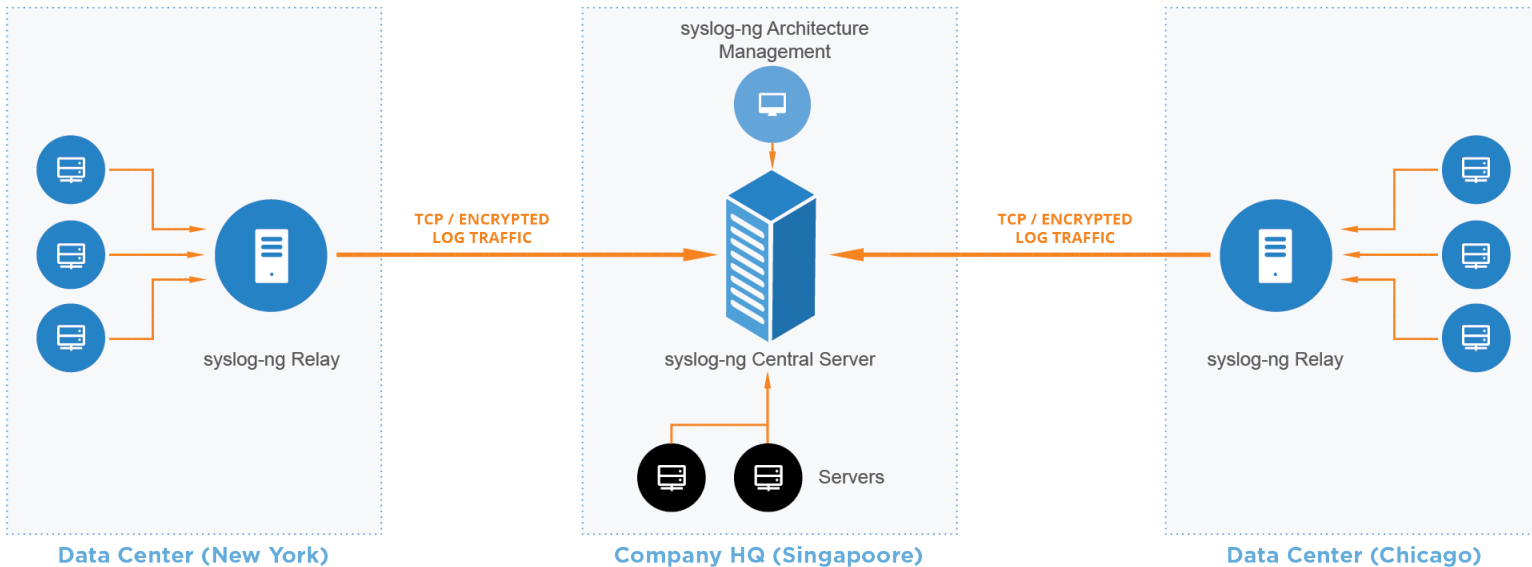 syslog-ng Architecture
Management
TCP / ENCRYPTED
LOG TRAFFIC
TCP / ENCRYPTED
LOG TRAFFIC
syslog-ng Relay
syslog-ng Central Server
syslog-ng Relay
Servers
Data Center (New York)
Company HQ (Singapoore)
Data Center (Chicago)